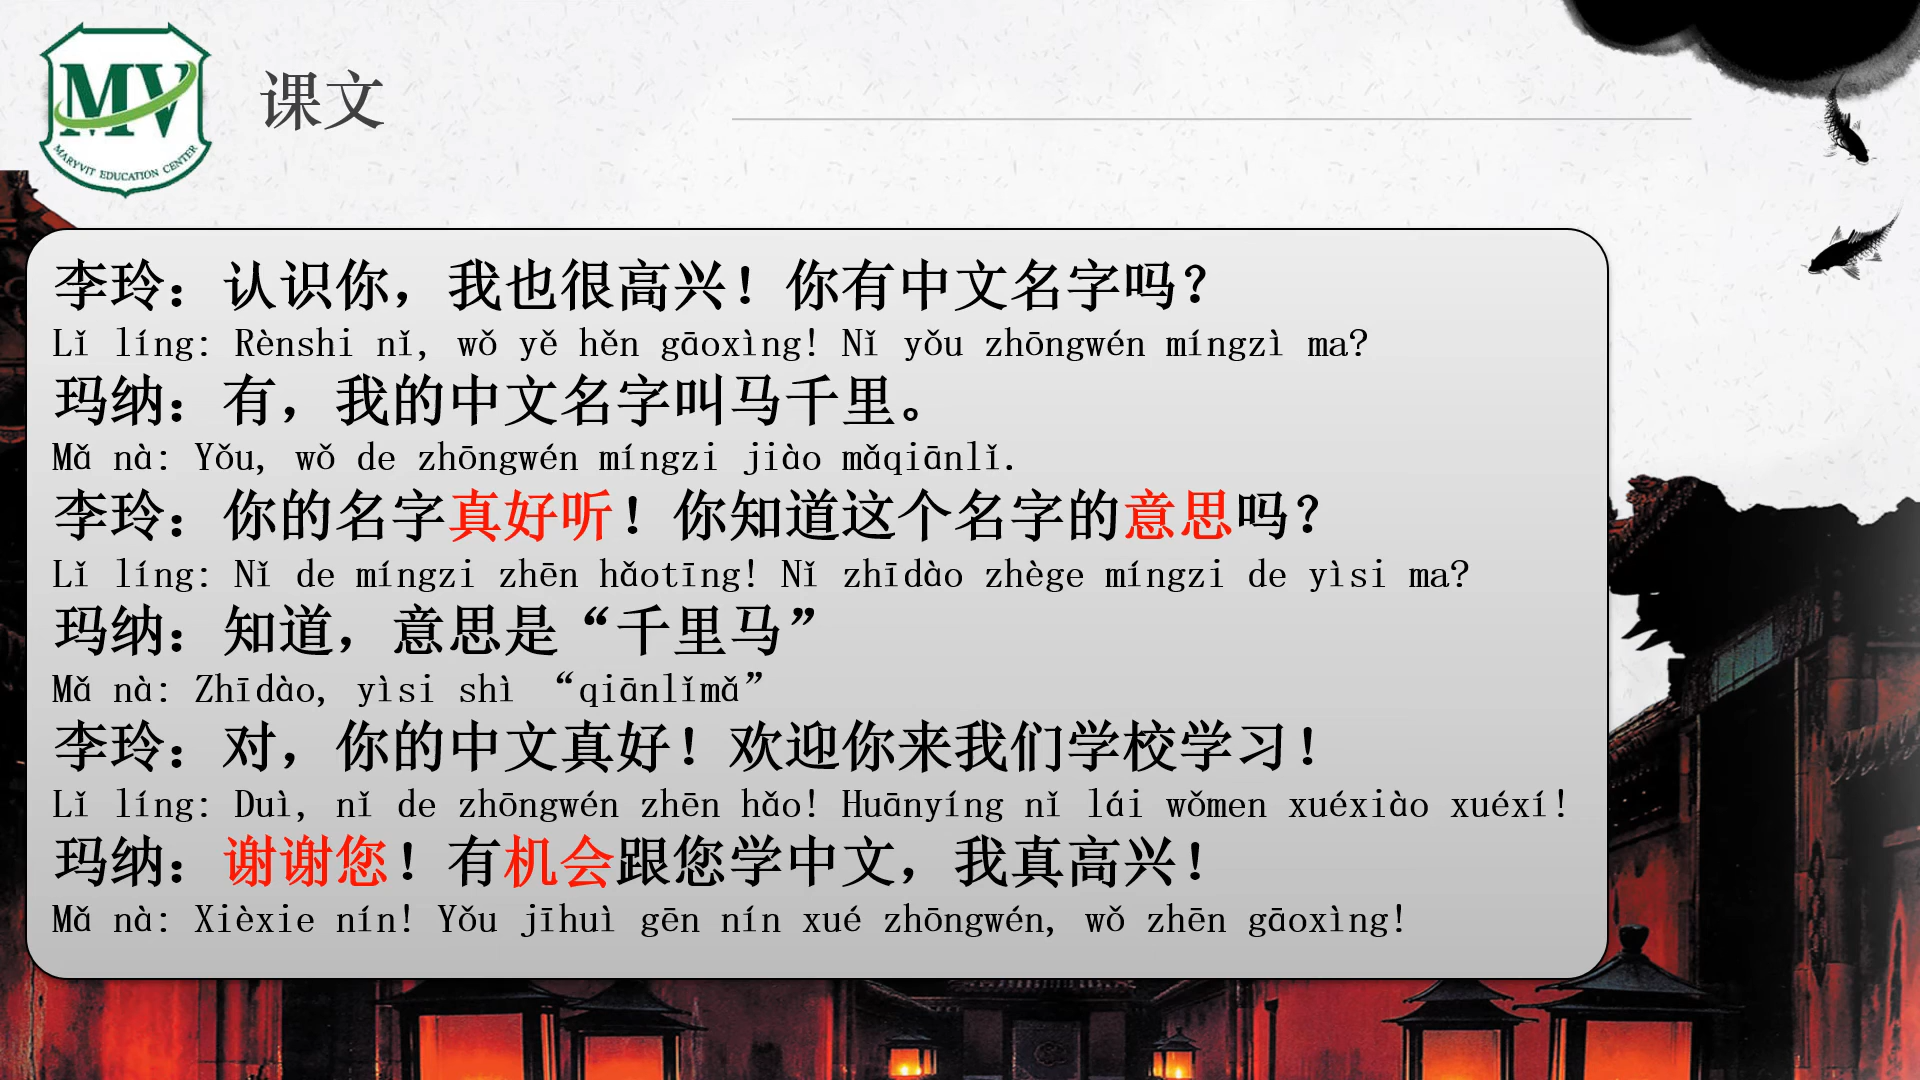 MV
MARYVIT EDUCATION CENTER
课文
李玲：认识你，我也很高兴！你有中文名字吗？
Lǐ líng: Rènshi nǐ, wǒ yě hěn gāoxìng! Nǐ yǒu zhōngwén míngzì ma?
玛纳：有，我的中文名字叫马千里。
Mǎ nà: Yǒu, wǒ de zhōngwén míngzi jiào mǎqiānlǐ.
李玲：你的名字真好听！你知道这个名字的意思吗？
Lǐ líng: Nǐ de míngzi zhēn hǎotīng! Nǐ zhīdào zhège míngzi de yìsi ma?
玛纳：知道，意思是“千里马”
Mǎ nà: Zhīdào, yìsi shì “qiānlǐmǎ”
李玲：对，你的中文真好！欢迎你来我们学校学习！
Lǐ líng: Duì, nǐ de zhōngwén zhēn hǎo! Huānyíng nǐ lái wǒmen xuéxiào xuéxí!
玛纳：谢谢您！有机会跟您学中文，我真高兴！
Mǎ nà: Xièxie nín! Yǒu jīhuì gēn nín xué zhōngwén, wǒ zhēn gāoxìng!